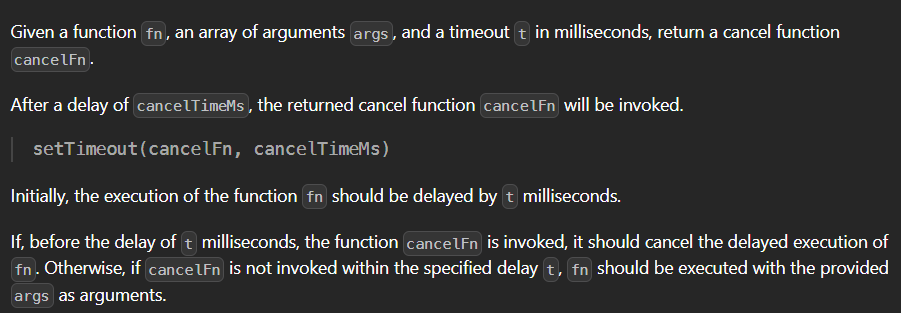 Given a function fn, an array of arguments args, and a timeout t in milliseconds, return a cancel function
cancelFn.
After a delay of cancelTimeMs, the returned cancel function cancelFn will be invoked.
setTimeout(cancelFn, cancelTimeMs)
Initially, the execution of the function fn should be delayed by t milliseconds.
If, before the delay of t milliseconds, the function cancelFn is invoked, it should cancel the delayed execution of
fn. Otherwise, if cancelFn is not invoked within the specified delay t, fn should be executed with the provided
args as arguments.